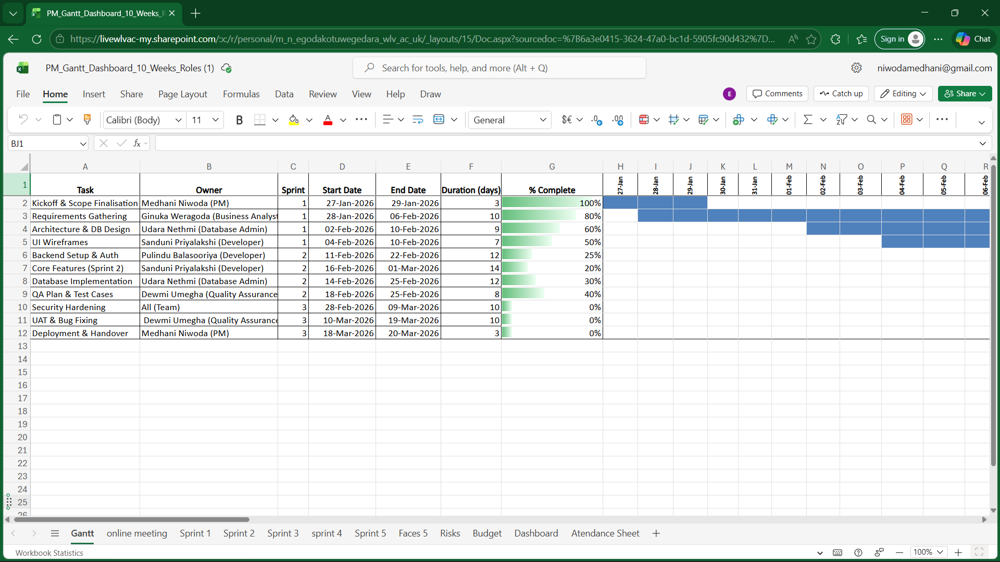 PM_Gantt_Dashboard_10_Weeks_R
https://livewlvac-my.sharepoint.com/:x:/r/personal/m_n_egodakotuwegedara_wlv_ac_uk/_layouts/15/Doc.aspx?sourcedoc=%7B6a3e0415-3624-47a0-bc1d-5905fc90d432%7D...
Sign in
Chat
PM_Gantt_Dashboard_10_Weeks_Roles (1)
Search for tools, help, and more (Alt + Q)
niwodamedhani@gmail.com
File Home Insert Share Page Layout Formulas Data Review View Help Draw
E Comments Catch up Editing Share
Calibri (Body) 11 B A General $€
BJ1 fx
A B C D E F G H I J K L M N O P Q R
1 Task Owner Sprint Start Date End Date Duration (days) % Complete 27-Jan 28-Jan 29-Jan 30-Jan 31-Jan 01-Feb 02-Feb 03-Feb 04-Feb 05-Feb 06-Feb
2 Kickoff & Scope Finalisation Medhani Niwoda (PM) 1 27-Jan-2026 29-Jan-2026 3 100%
3 Requirements Gathering Ginuka Weragoda (Business Analyst 1 28-Jan-2026 06-Feb-2026 10 80%
4 Architecture & DB Design Udara Nethmi (Database Admin) 1 02-Feb-2026 10-Feb-2026 9 60%
5 UI Wireframes Sanduni Priyalakshi (Developer) 1 04-Feb-2026 10-Feb-2026 7 50%
6 Backend Setup & Auth Pulindu Balasooriya (Developer) 2 11-Feb-2026 22-Feb-2026 12 25%
7 Core Features (Sprint 2) Sanduni Priyalakshi (Developer) 2 16-Feb-2026 01-Mar-2026 14 20%
8 Database Implementation Udara Nethmi (Database Admin) 2 14-Feb-2026 25-Feb-2026 12 30%
9 QA Plan & Test Cases Dewmi Umegha (Quality Assurance 2 18-Feb-2026 25-Feb-2026 8 40%
10 Security Hardening All (Team) 3 28-Feb-2026 09-Mar-2026 10 0%
11 UAT & Bug Fixing Dewmi Umegha (Quality Assurance 3 10-Mar-2026 19-Mar-2026 10 0%
12 Deployment & Handover Medhani Niwoda (PM) 3 18-Mar-2026 20-Mar-2026 3 0%
13
14
15
16
17
18
19
20
21
22
23
24
25
26
Gantt online meeting Sprint 1 Sprint 2 Sprint 3 sprint 4 Sprint 5 Faces 5 Risks Budget Dashboard Atendance Sheet
Workbook Statistics 100%